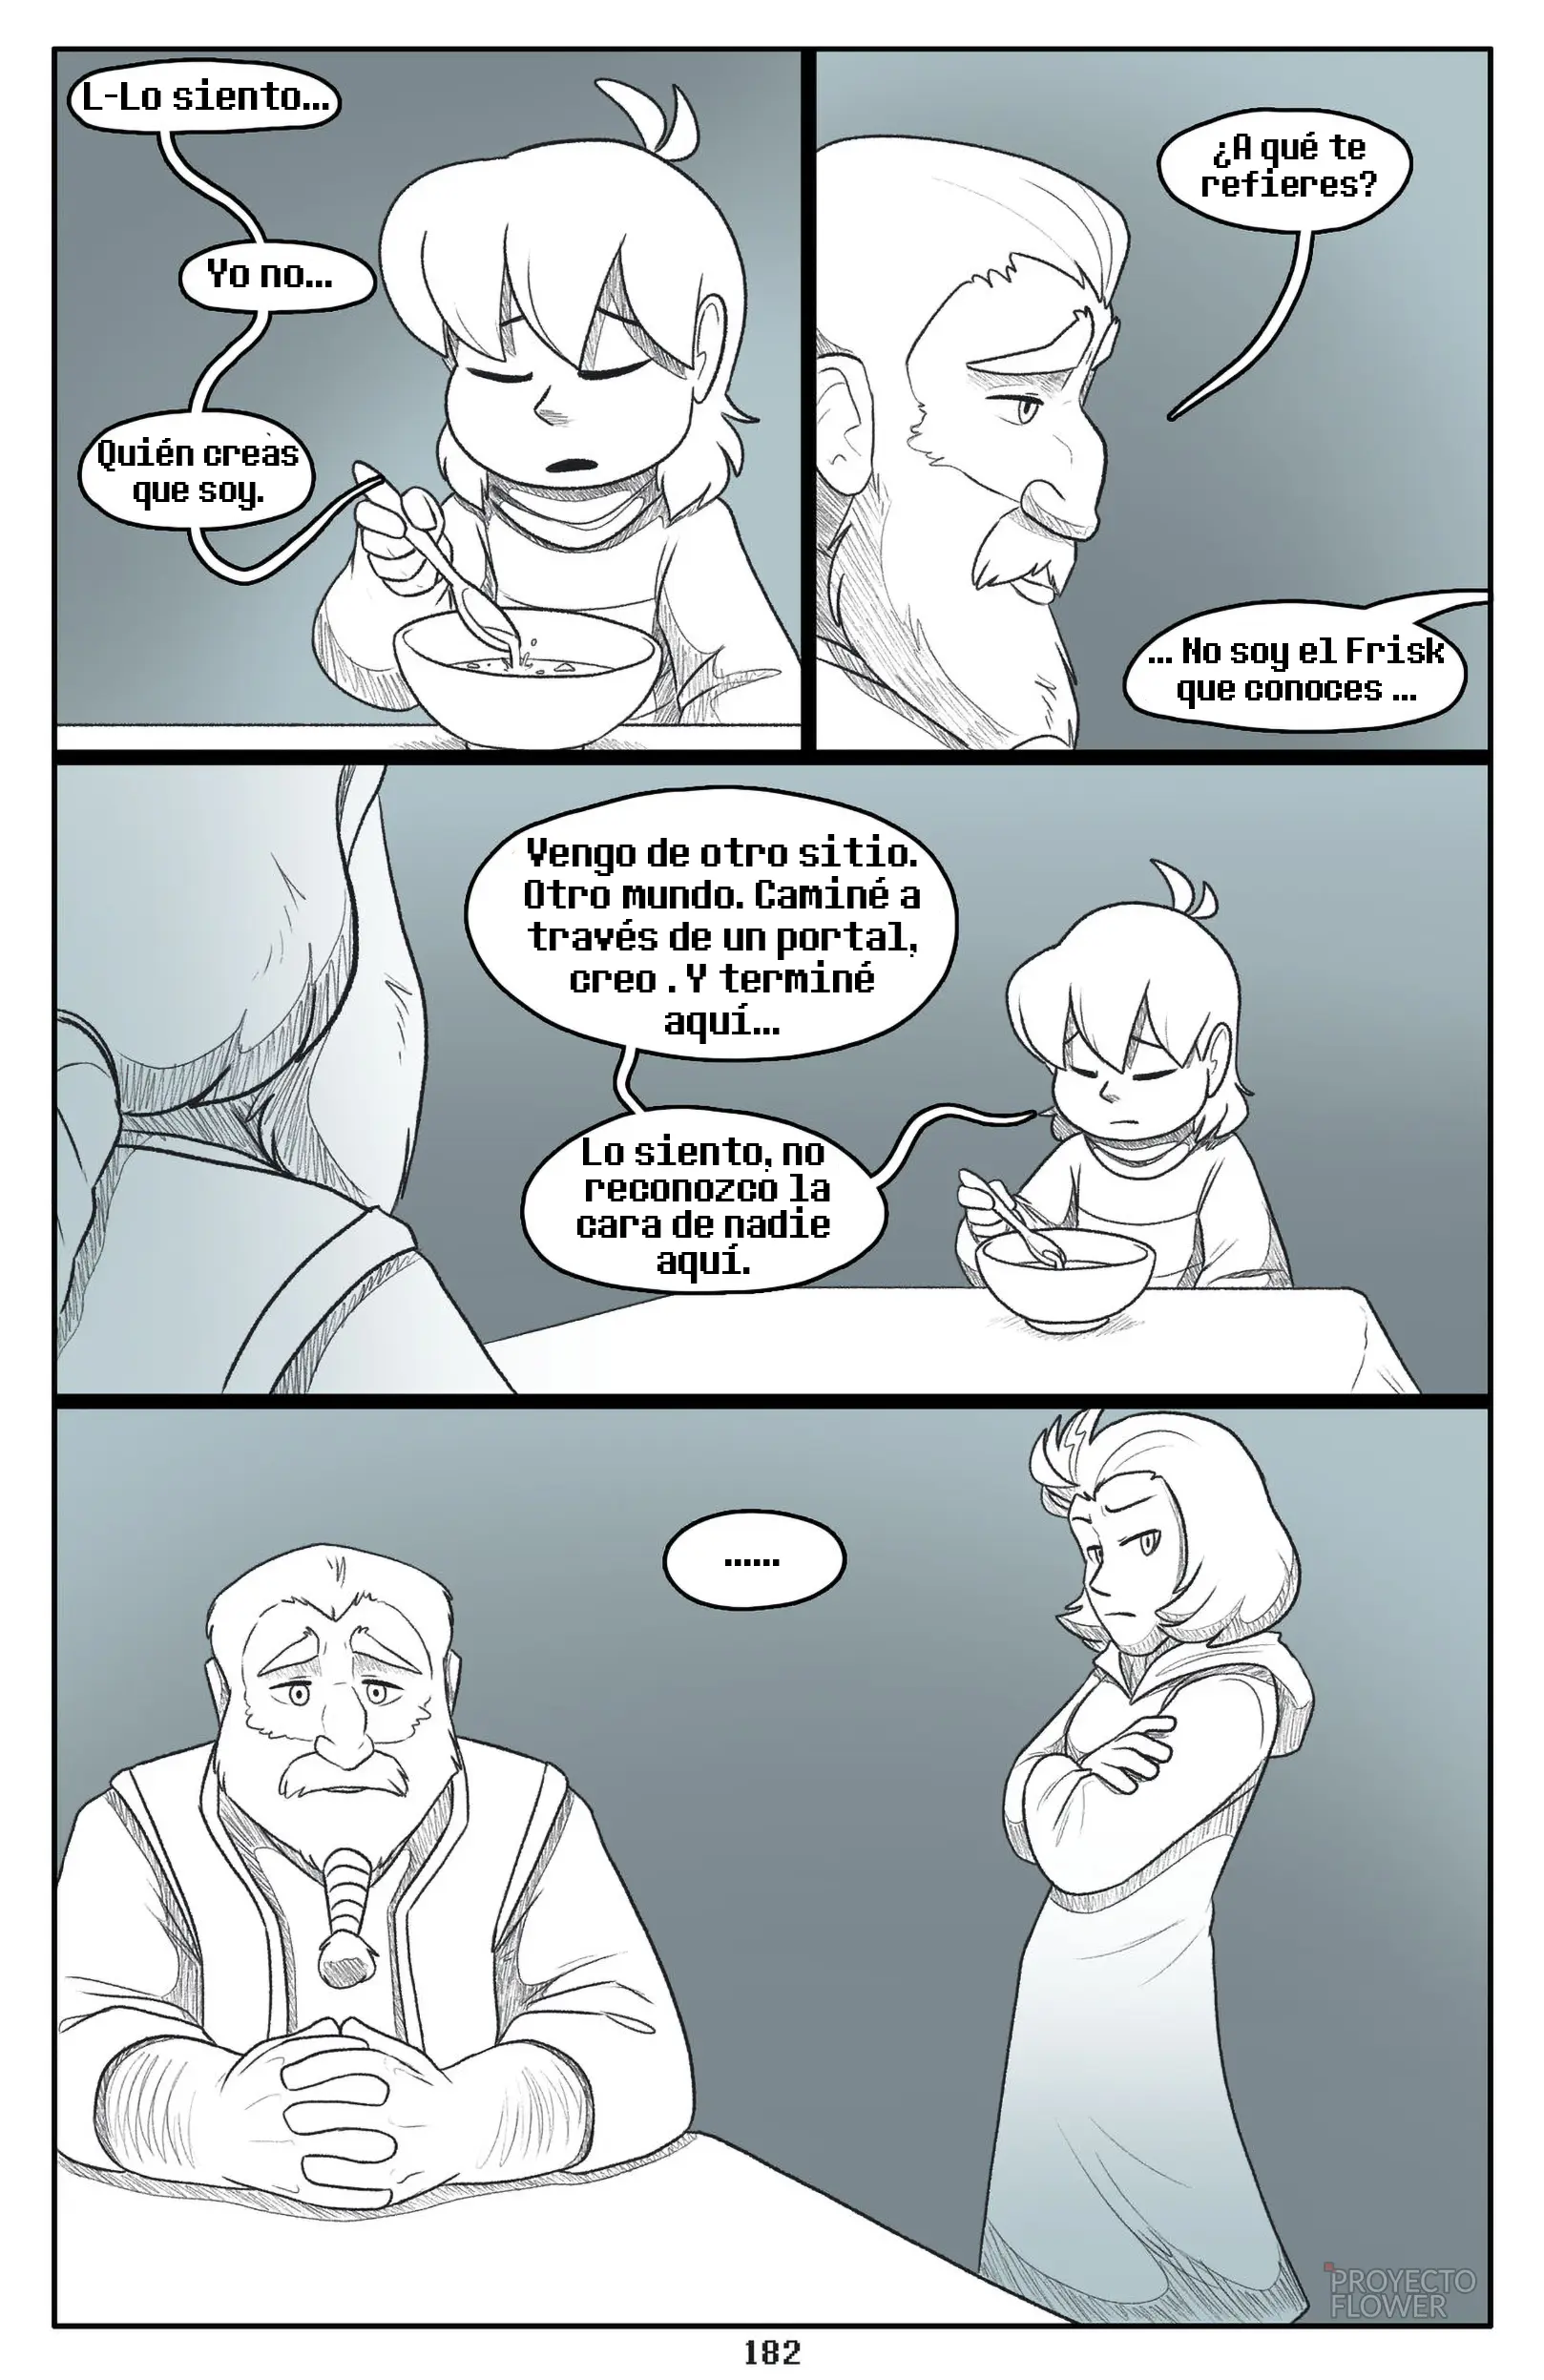 L-Lo siento...
Yo no...
Quién creas
que soy.
¿A qué te
refieres?
... No soy el Frisk
que conoces ...
Vengo de otro sitio.
Otro mundo. Caminé a
través de un portal,
creo . Y terminé
aquí...
Lo siento, no
reconozco la
cara de nadie
aquí.
......
PROYECTO
FLOWER
182